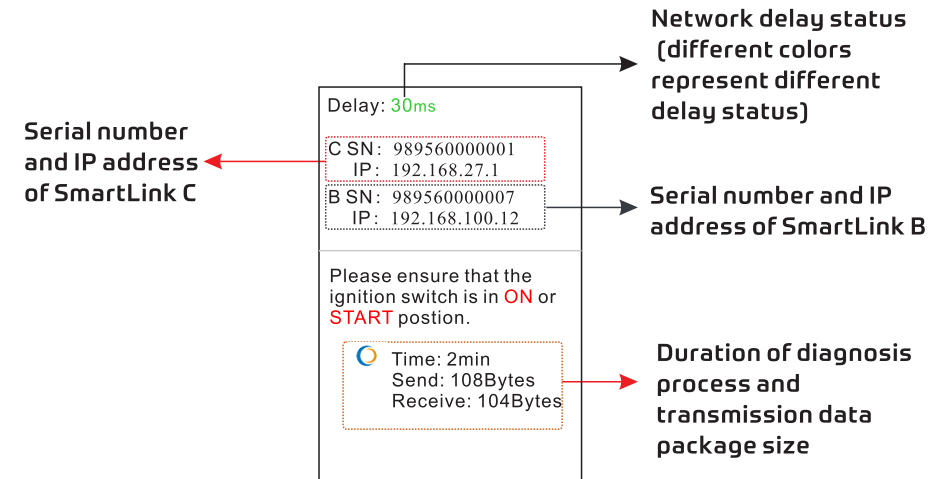 Network delay status
(different colors
represent different
delay status)
Delay: 30ms
Serial number
and IP address
of SmartLink C
C SN: 989560000001
IP: 192.168.27.1
B SN: 989560000007
IP: 192.168.100.12
Serial number and IP
address of SmartLink B
Please ensure that the
ignition switch is in ON or
START postion.
Time: 2min
Send: 108Bytes
Receive: 104Bytes
Duration of diagnosis
process and
transmission data
package size